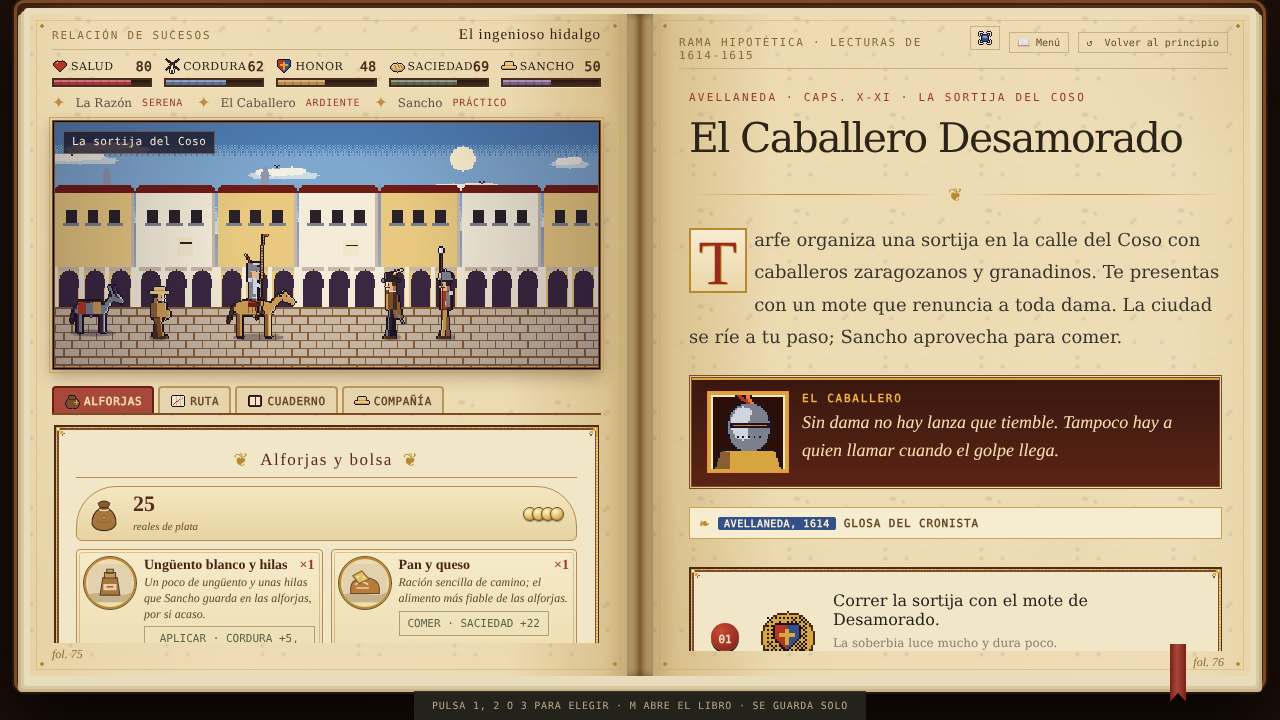 RELACIÓN DE SUCESOS
El ingenioso hidalgo
SALUD 80
CORDURA 62
HONOR 48
SACIEDAD 69
SANCHO 50
La Razón SERENA
El Caballero ARDIENTE
Sancho PRÁCTICO
La sortija del Coso
ALFORJAS
RUTA
CUADERNO
COMPAÑÍA
Alforjas y bolsa
25
reales de plata
Ungüento blanco y hilas ×1
Un poco de ungüento y unas hilas
que Sancho guarda en las alforjas,
por si acaso.
APLICAR · CORDURA +5,
Pan y queso ×1
Ración sencilla de camino; el
alimento más fiable de las alforjas.
COMER · SACIEDAD +22
fol. 75
RAMA HIPOTÉTICA · LECTURAS DE
1614-1615
Menú
↺ Volver al principio
AVELLANEDA · CAPS. X-XI · LA SORTIJA DEL COSO
El Caballero Desamorado
Tarfe organiza una sortija en la calle del Coso con
caballeros zaragozanos y granadinos. Te presentas
con un mote que renuncia a toda dama. La ciudad
se ríe a tu paso; Sancho aprovecha para comer.
EL CABALLERO
Sin dama no hay lanza que tiemble. Tampoco hay a
quien llamar cuando el golpe llega.
AVELLANEDA, 1614 GLOSA DEL CRONISTA
01
Correr la sortija con el mote de
Desamorado.
La soberbia luce mucho y dura poco.
fol. 76
PULSA 1, 2 O 3 PARA ELEGIR · M ABRE EL LIBRO · SE GUARDA SOLO